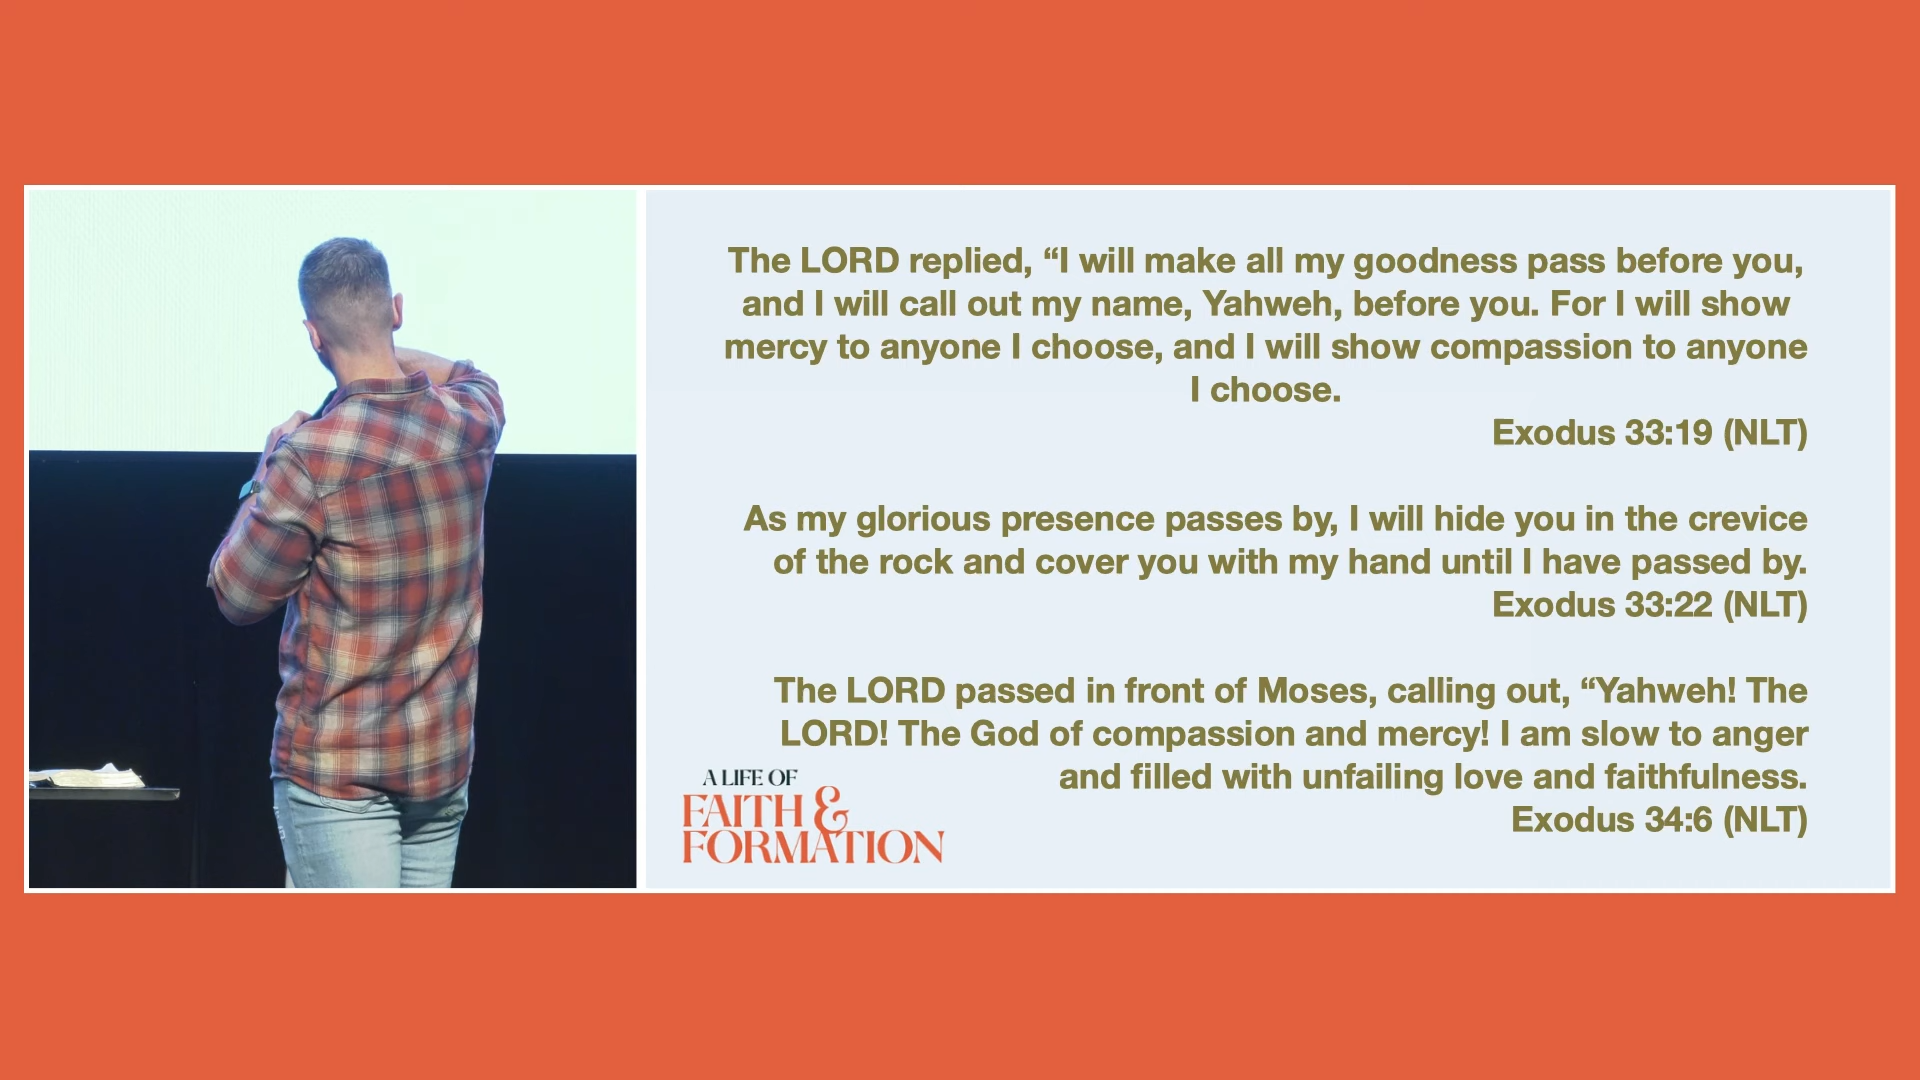 The LORD replied, “I will make all my goodness pass before you,
and I will call out my name, Yahweh, before you. For I will show
mercy to anyone I choose, and I will show compassion to anyone
I choose.
Exodus 33:19 (NLT)
As my glorious presence passes by, I will hide you in the crevice
of the rock and cover you with my hand until I have passed by.
Exodus 33:22 (NLT)
The LORD passed in front of Moses, calling out, “Yahweh! The
LORD! The God of compassion and mercy! I am slow to anger
and filled with unfailing love and faithfulness.
Exodus 34:6 (NLT)
A LIFE OF
FAITH &
FORMATION